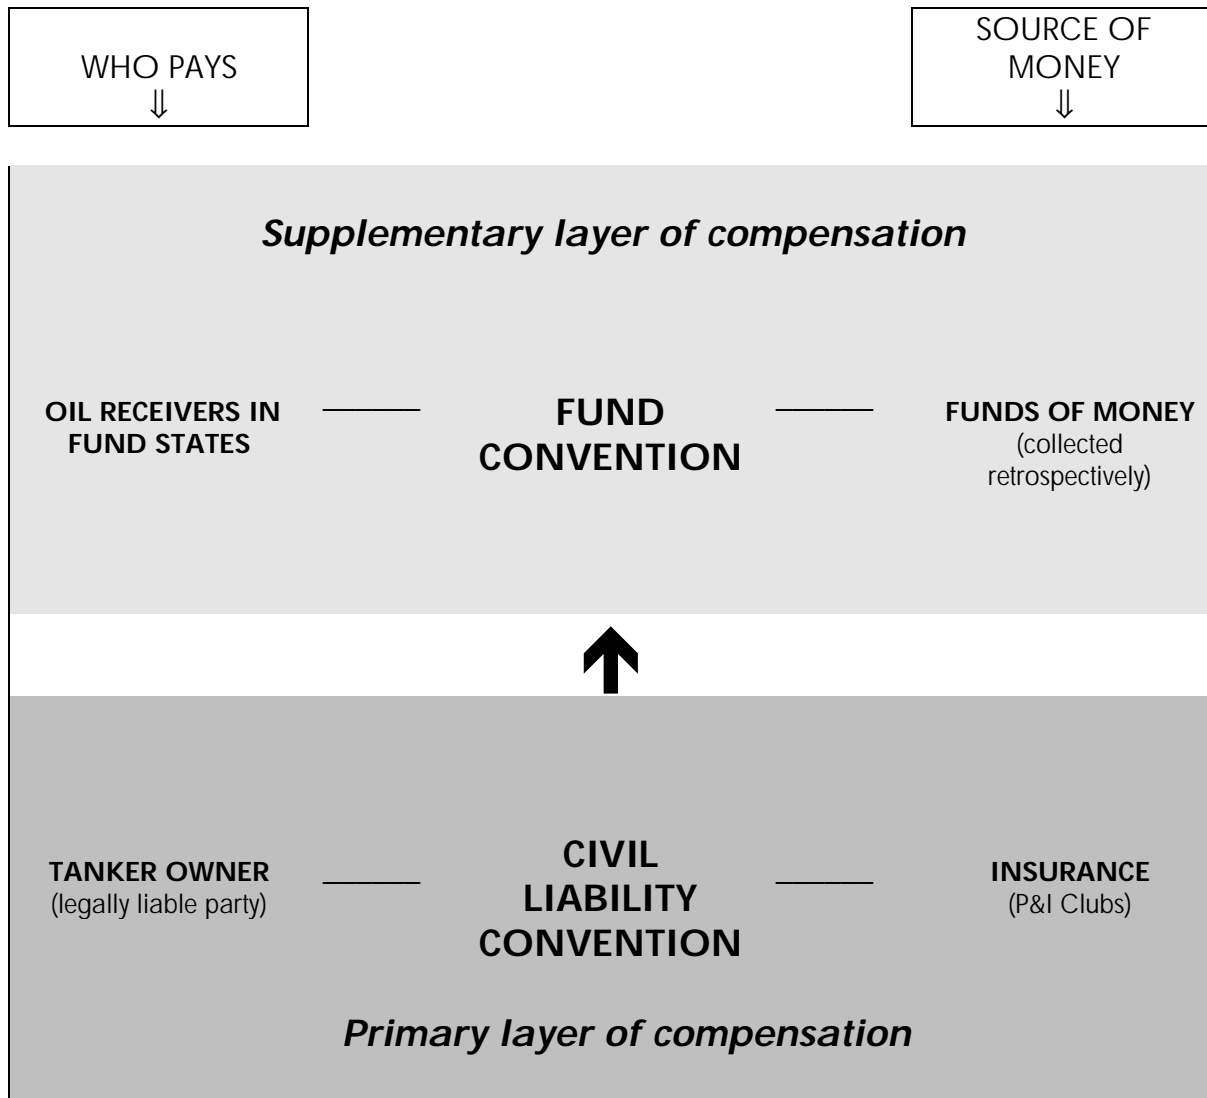 WHO PAYS
⇓
SOURCE OF
MONEY
⇓
Supplementary layer of compensation
OIL RECEIVERS IN
FUND STATES
FUND
CONVENTION
FUNDS OF MONEY
(collected
retrospectively)
TANKER OWNER
(legally liable party)
CIVIL
LIABILITY
CONVENTION
INSURANCE
(P&I Clubs)
Primary layer of compensation